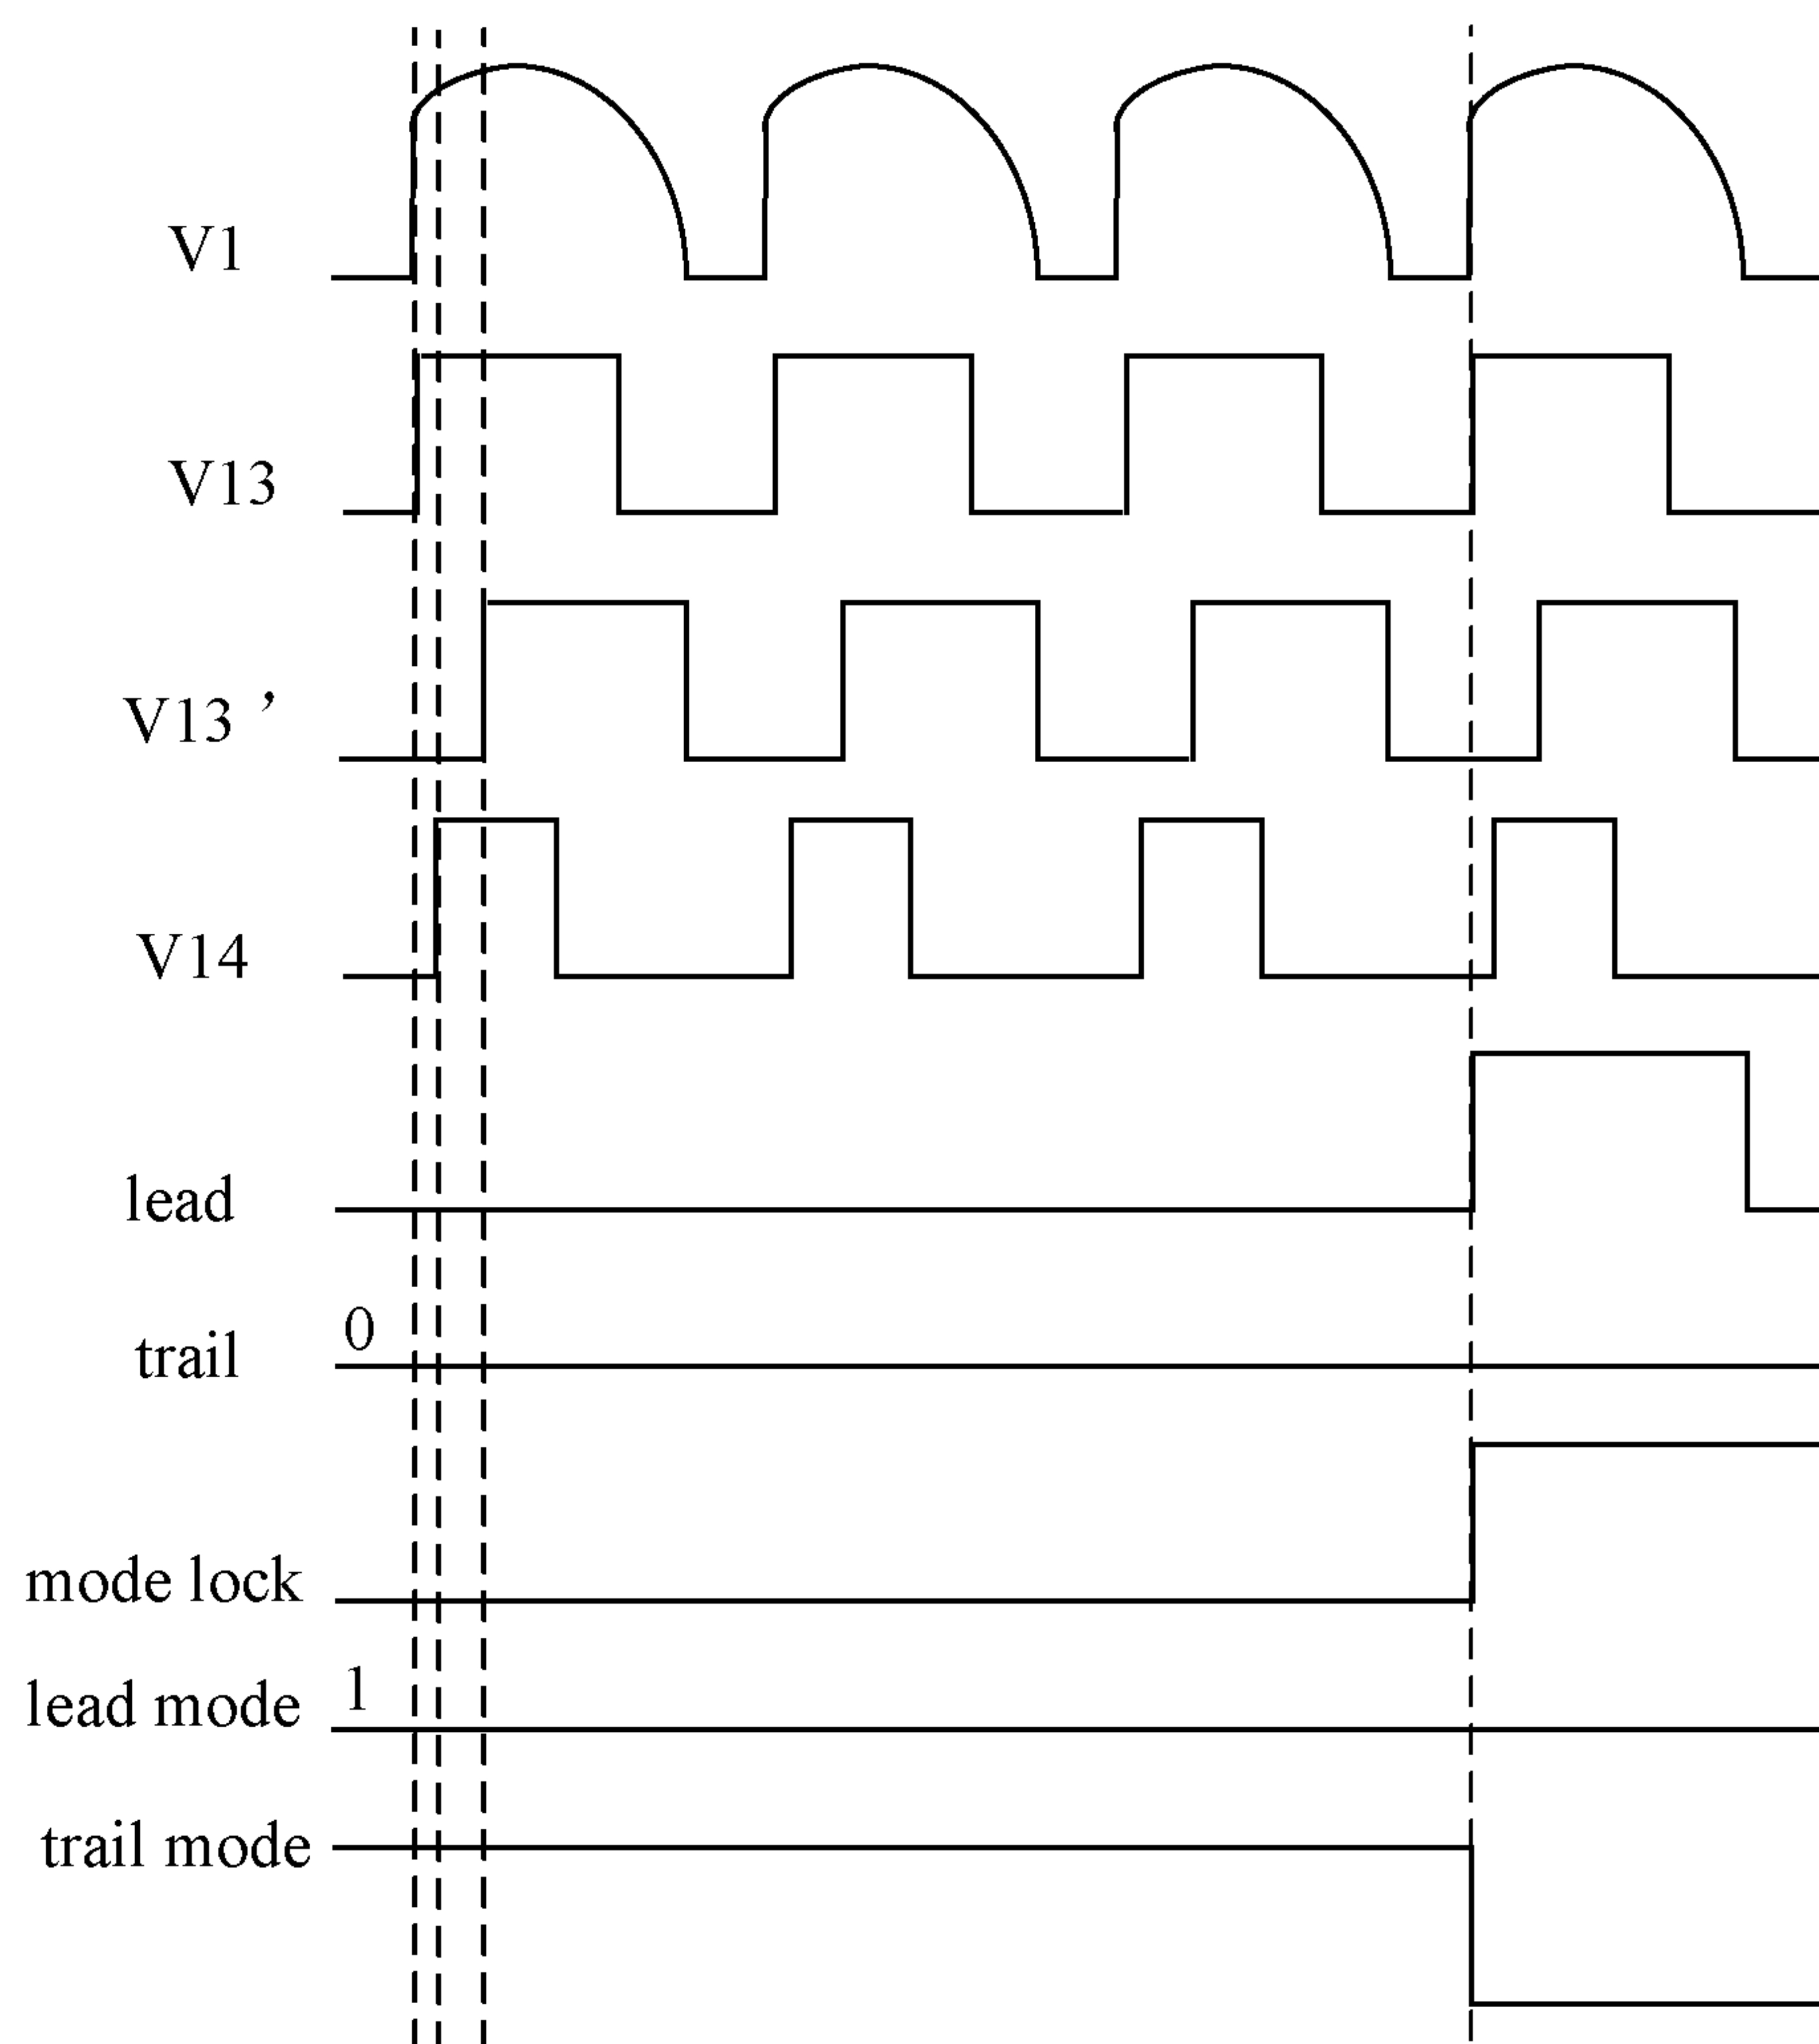 V1
V13
V13 ’
V14
lead
0
trail
mode lock
1
lead mode
trail mode